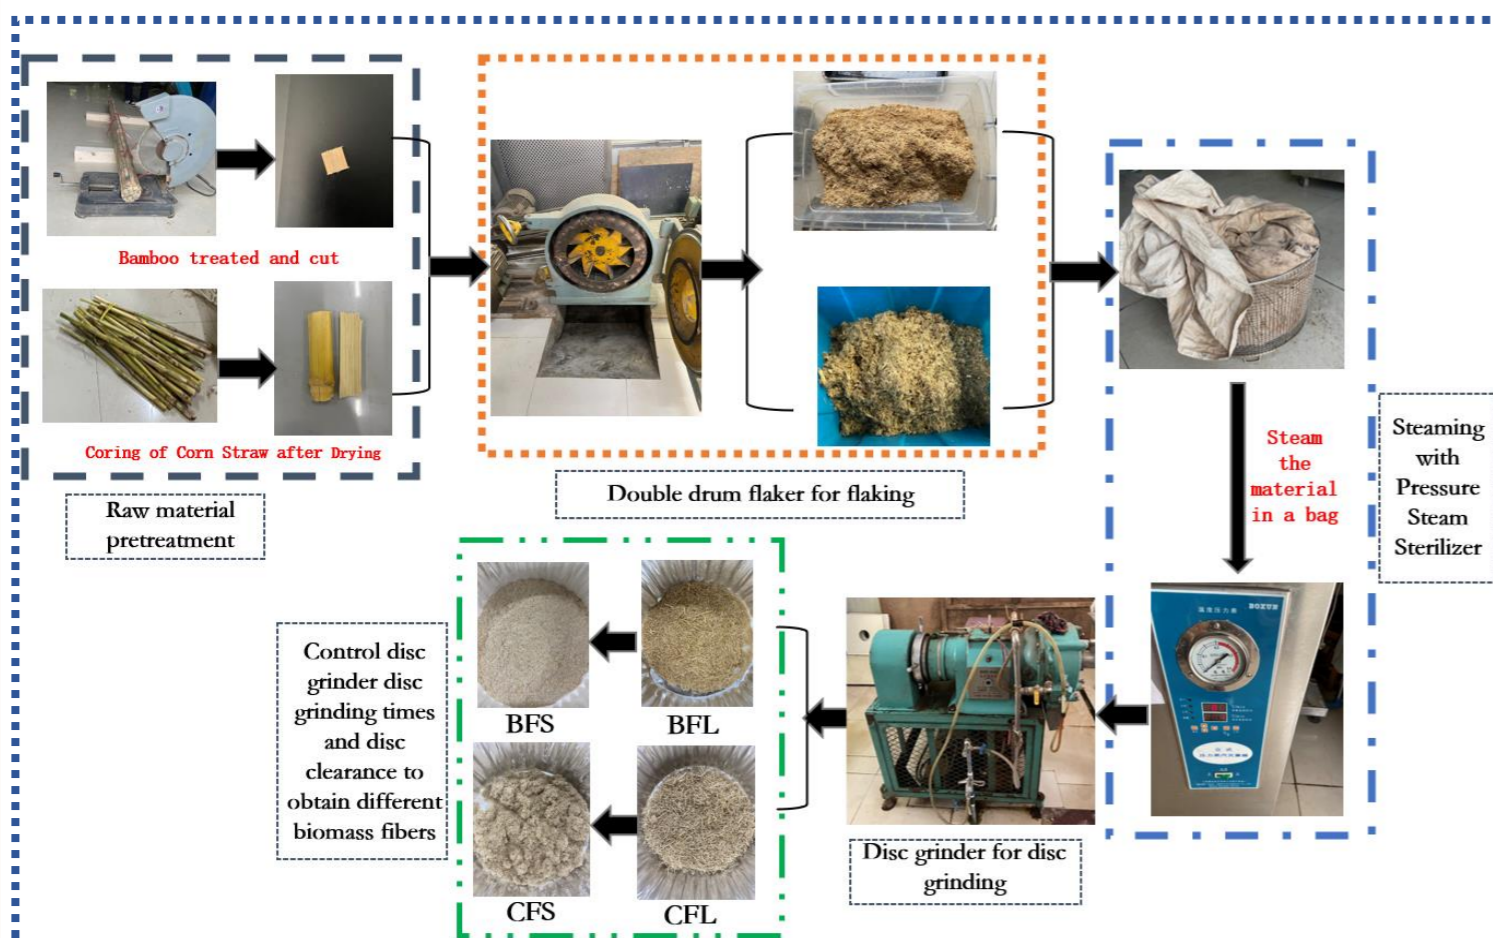 Bamboo treated and cut
Coring of Corn Straw after Drying
Raw material
pretreatment
Double drum flaker for flaking
Steam
the
material
in a bag
Steaming
with
Pressure
Steam
Sterilizer
BOXUN
Disc grinder for disc
grinding
BFS
BFL
CFS
CFL
Control disc
grinder disc
grinding times
and disc
clearance to
obtain different
biomass fibers